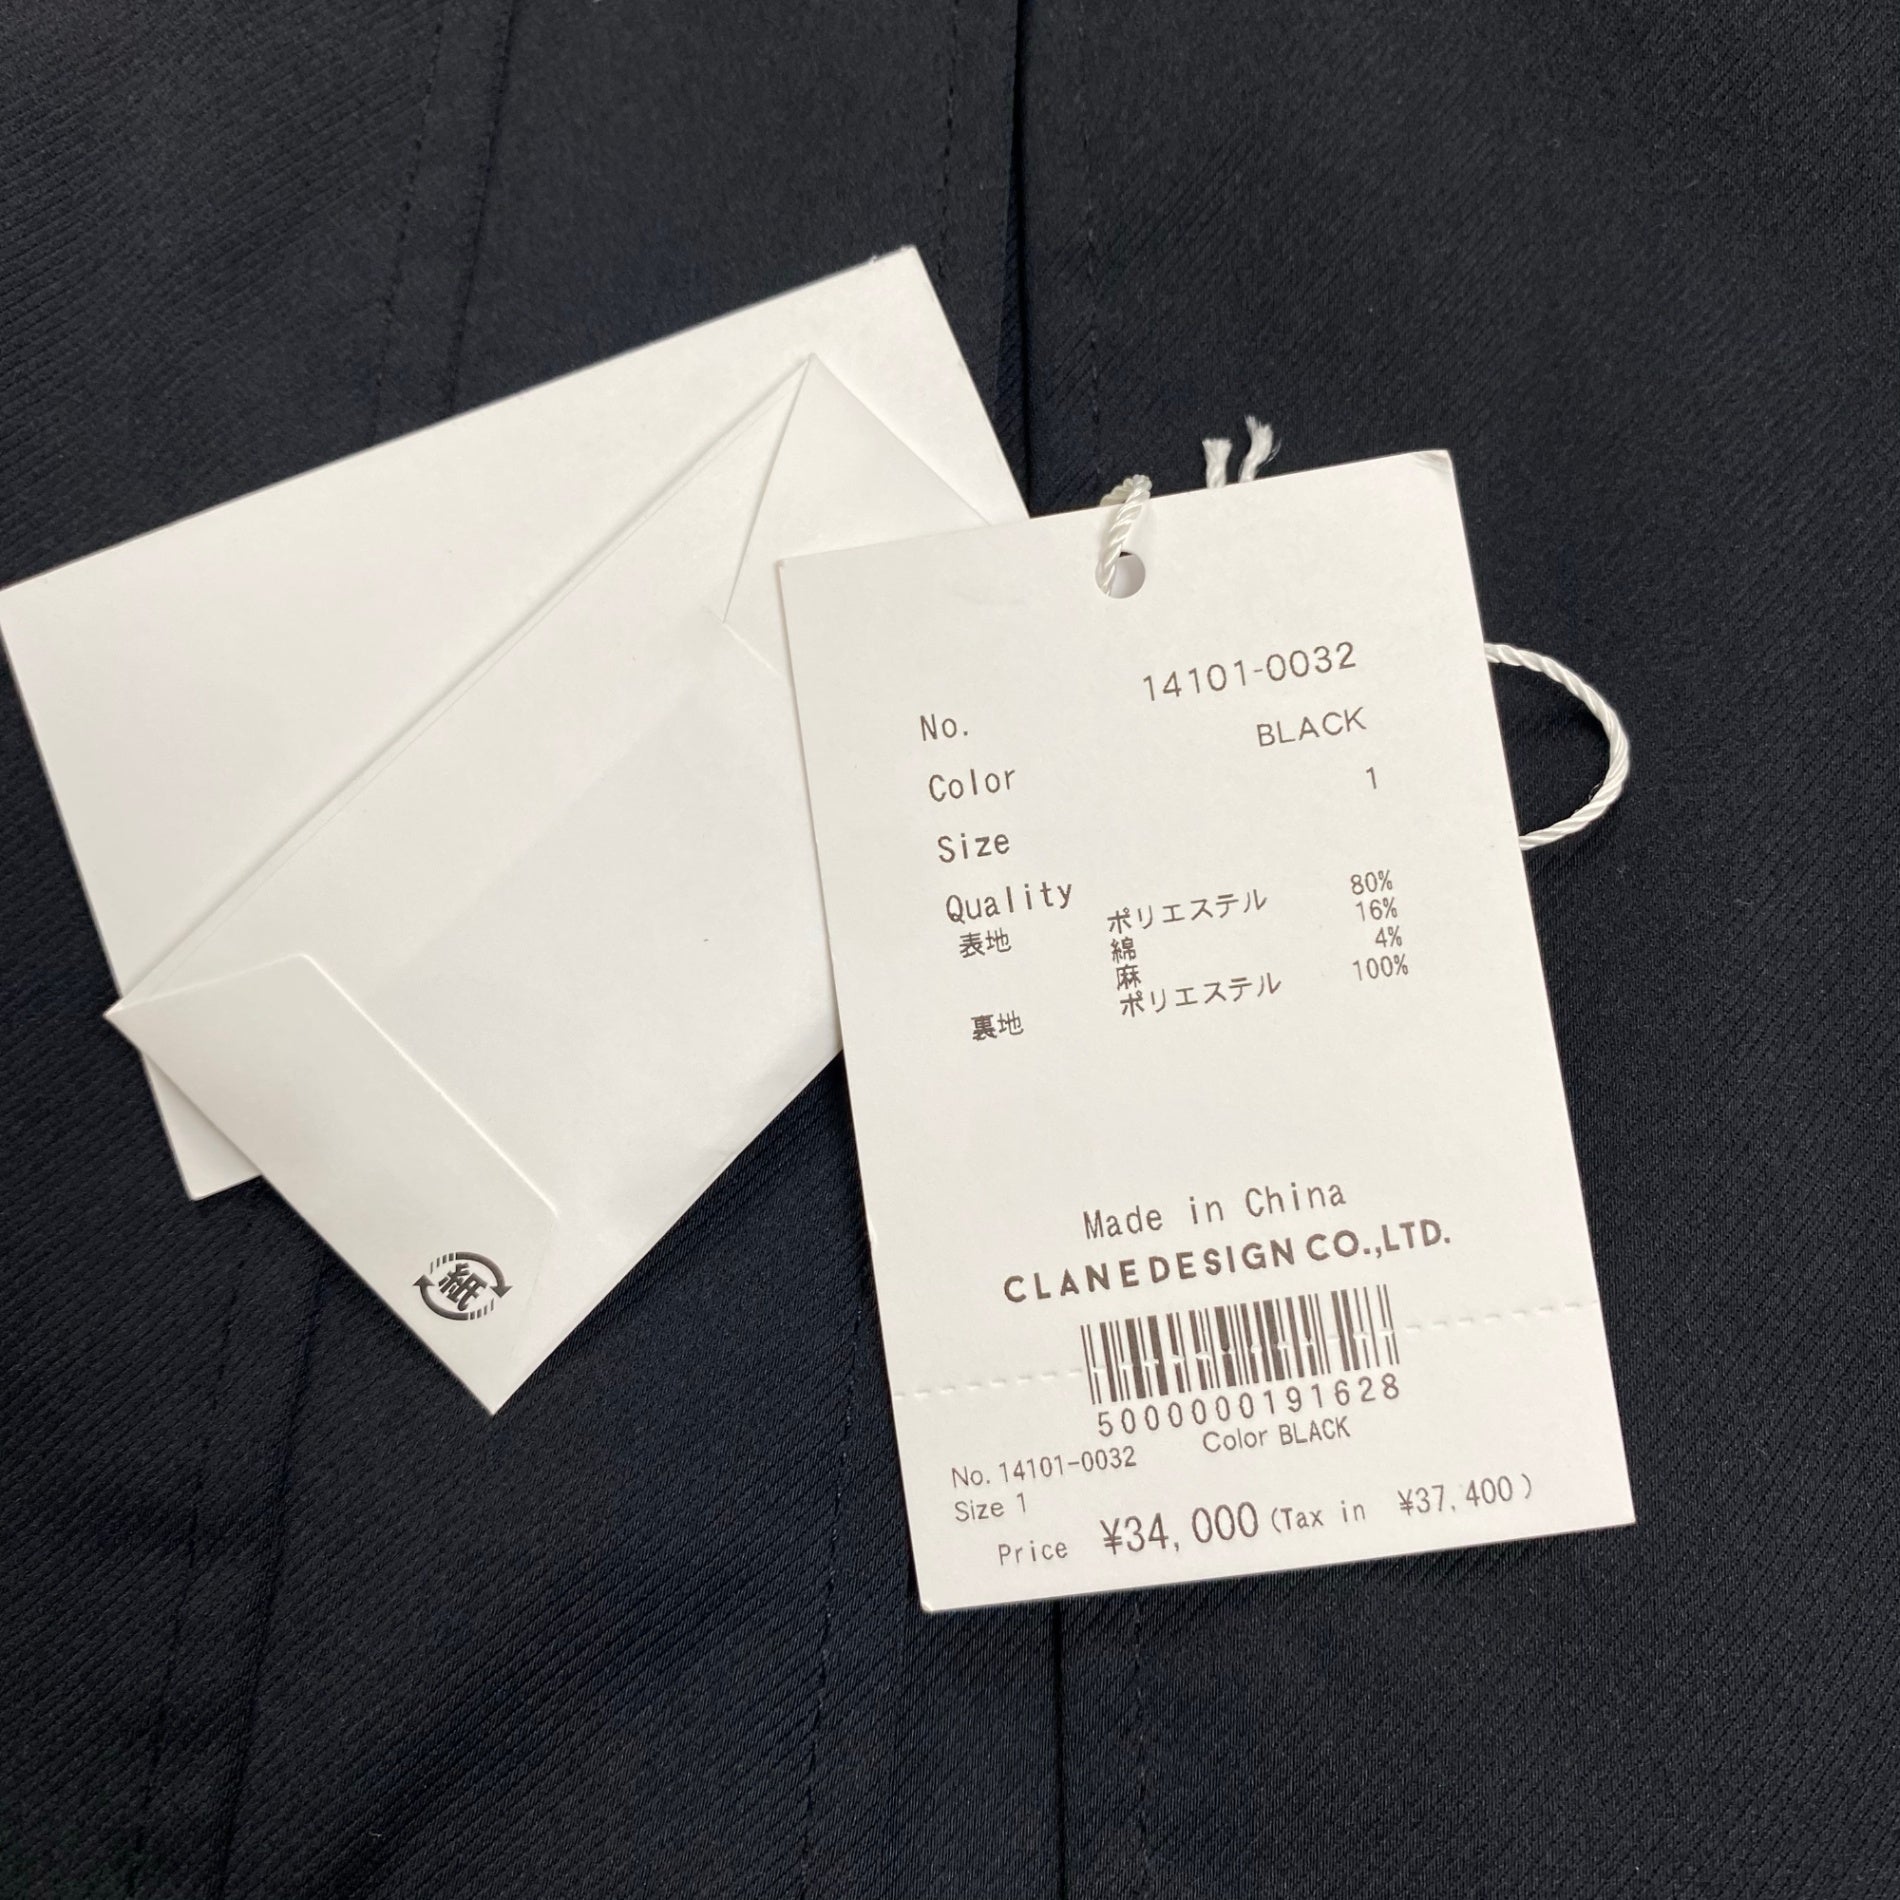 No. 14101-0032
Color BLACK
Size 1
Quality
表地 ポリエステル 80%
綿 16%
麻 4%
裏地 ポリエステル 100%
Made in China
CLANEDESIGN CO.,LTD.
5000000191628
No. 14101-0032 Color BLACK
Size 1
Price ¥34,000 (Tax in ¥37,400)